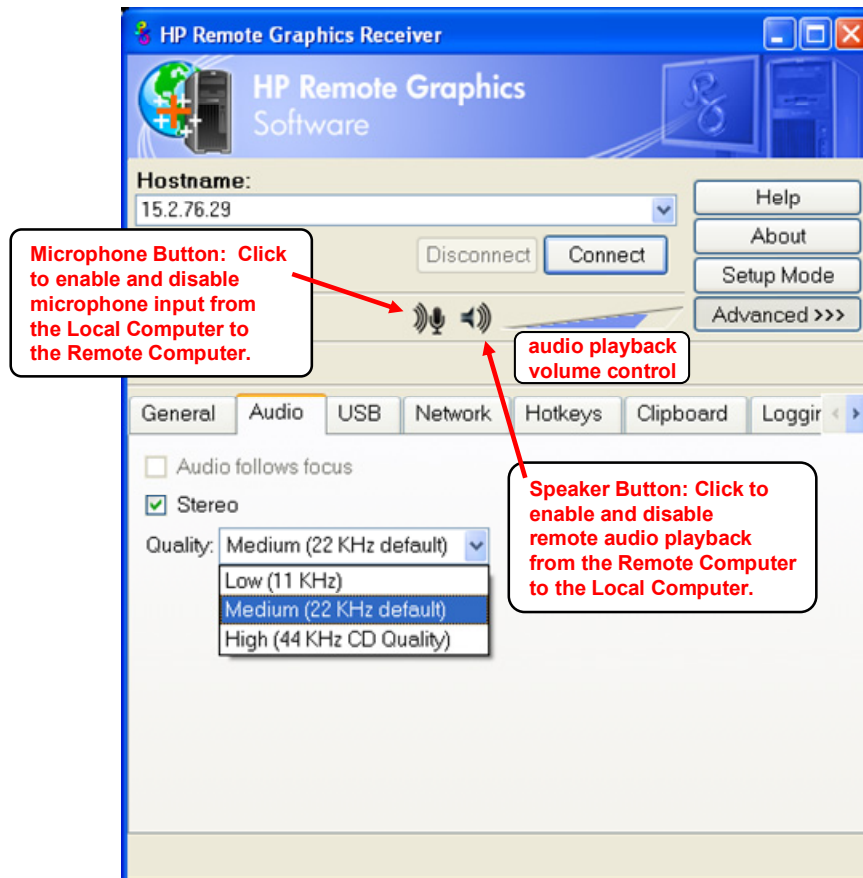 HP Remote Graphics Receiver
HP Remote Graphics
Software
Hostname:
15.2.76.29
Help
About
Setup Mode
Advanced >>>
Disconnect
Connect
Microphone Button: Click
to enable and disable
microphone input from
the Local Computer to
the Remote Computer.
audio playback
volume control
General
Audio
USB
Network
Hotkeys
Clipboard
Loggin
Audio follows focus
Stereo
Quality:
Medium (22 KHz default)
Low (11 KHz)
Medium (22 KHz default)
High (44 KHz CD Quality)
Speaker Button: Click to
enable and disable
remote audio playback
from the Remote Computer
to the Local Computer.